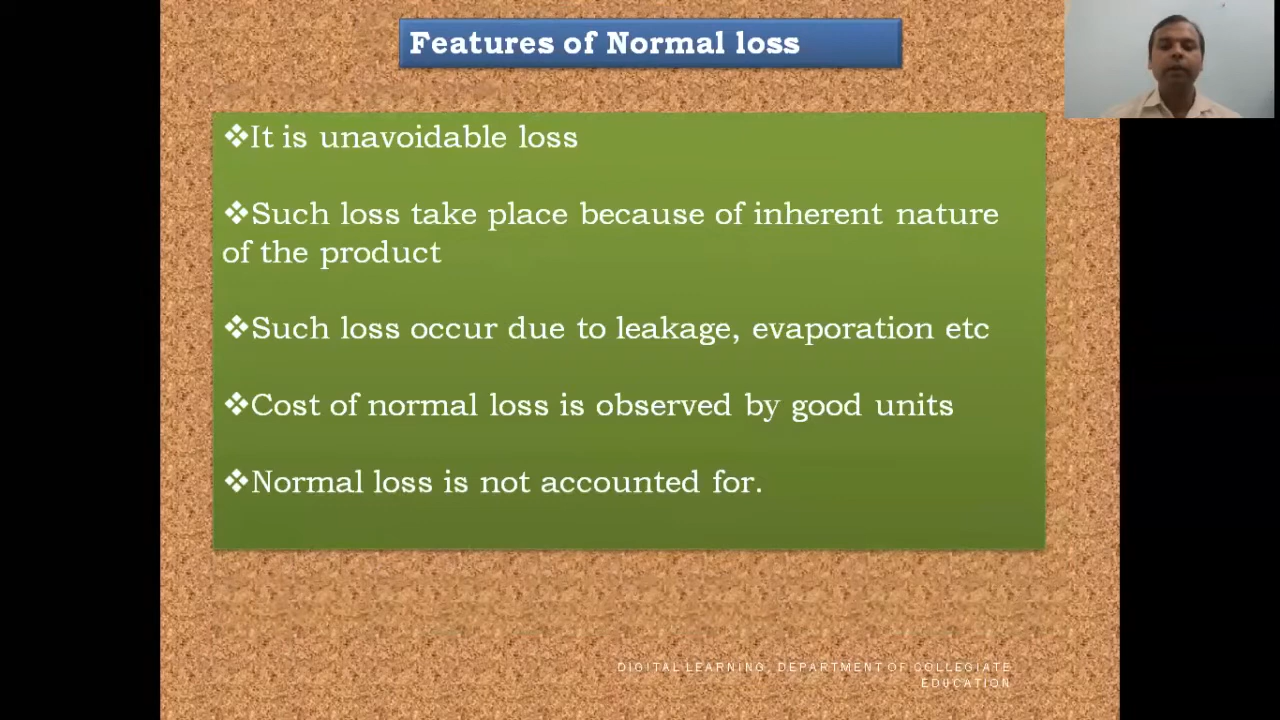 Features of Normal loss
❖It is unavoidable loss
❖Such loss take place because of inherent nature
of the product
❖Such loss occur due to leakage, evaporation etc
❖Cost of normal loss is observed by good units
❖Normal loss is not accounted for.
DIGITAL LEARNING, DEPARTMENT OF COLLEGIATE
EDUCATION